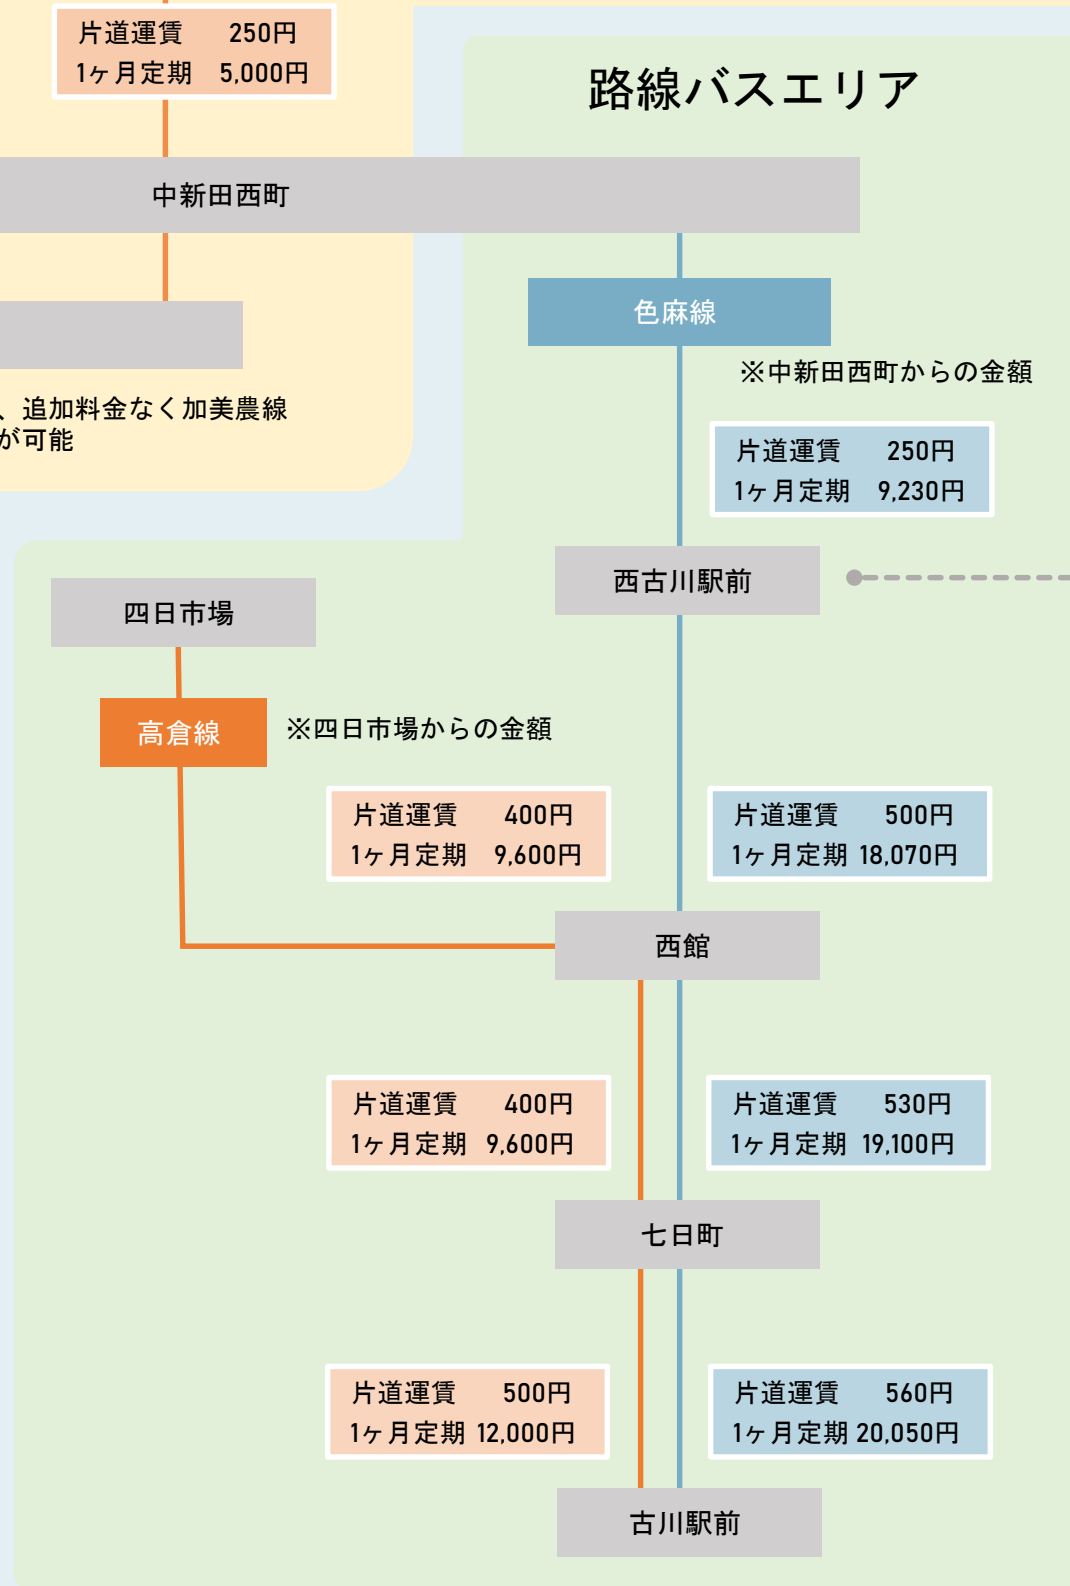 片道運賃 250円
1ヶ月定期 5,000円
路線バスエリア
中新田西町
色麻線
※中新田西町からの金額
、追加料金なく加美農線
が可能
片道運賃 250円
1ヶ月定期 9,230円
西古川駅前
四日市場
高倉線
※四日市場からの金額
片道運賃 400円
1ヶ月定期 9,600円
片道運賃 500円
1ヶ月定期 18,070円
西館
片道運賃 400円
1ヶ月定期 9,600円
片道運賃 530円
1ヶ月定期 19,100円
七日町
片道運賃 500円
1ヶ月定期 12,000円
片道運賃 560円
1ヶ月定期 20,050円
古川駅前